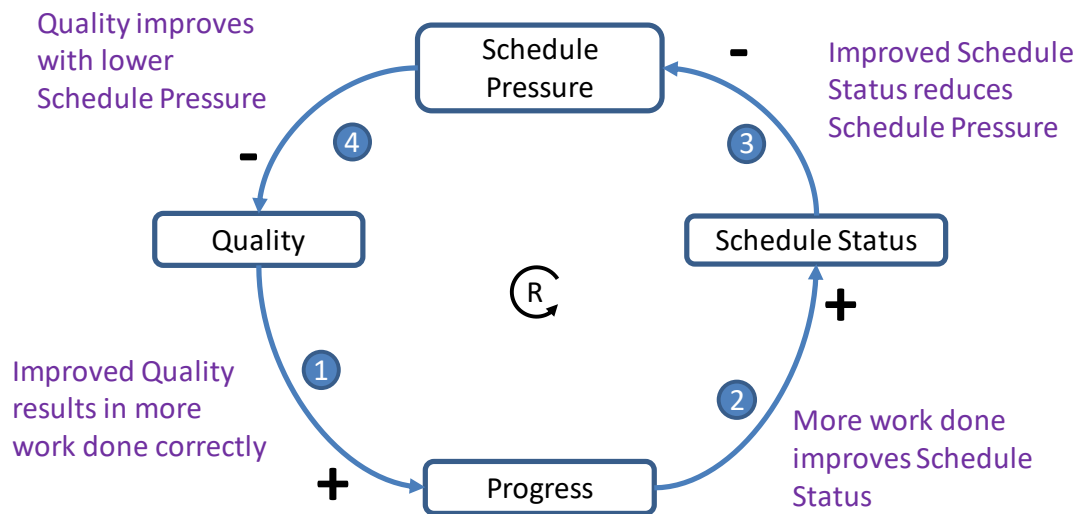 Quality improves
with lower
Schedule Pressure
Schedule
Pressure
-
Improved Schedule
Status reduces
Schedule Pressure
4
-
3
Quality
Schedule Status
R
+
Improved Quality
results in more
work done correctly
1
2
+
Progress
More work done
improves Schedule
Status